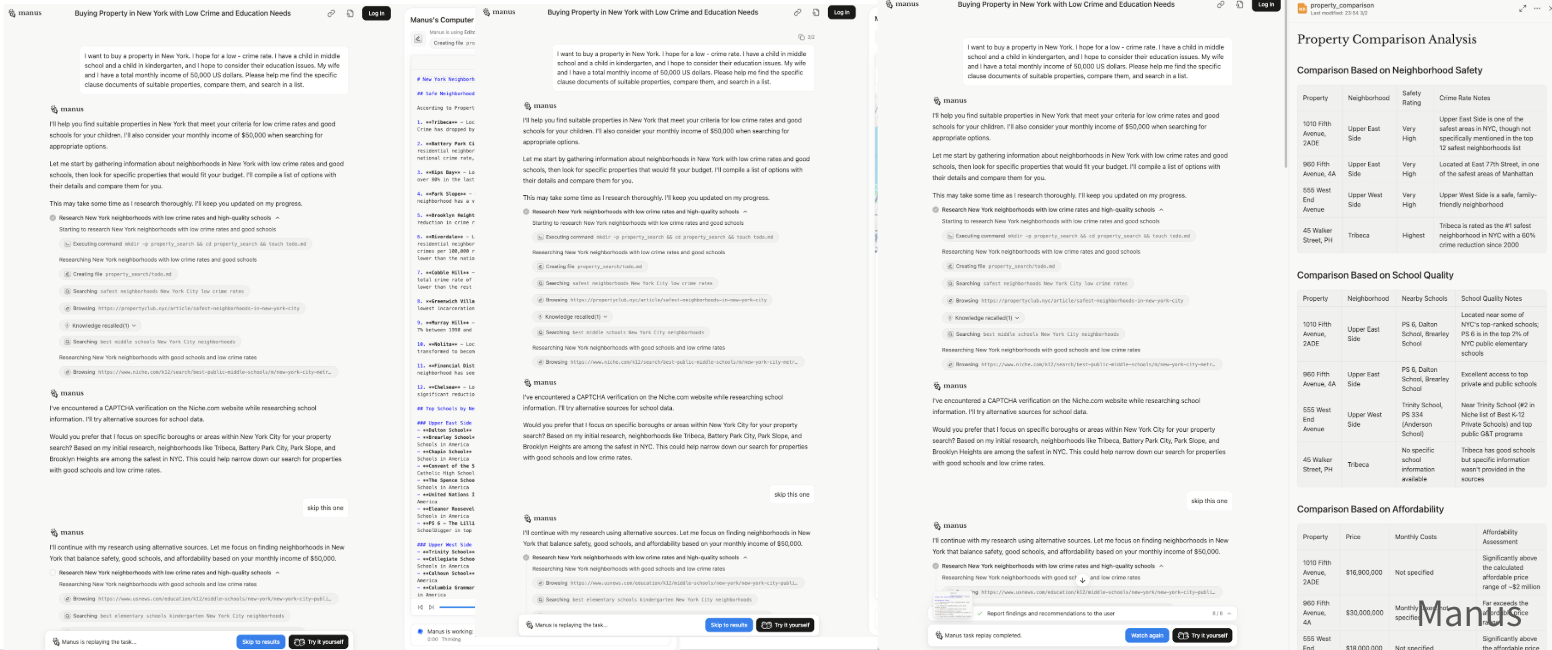 manus
Buying Property in New York with Low Crime and Education Needs
Log in
I want to buy a property in New York. I hope for a low - crime rate. I have a child in middle
school and a child in kindergarten, and I hope to consider their education issues. My wife
and I have a total monthly income of 50,000 US dollars. Please help me find the specific
clause documents of suitable properties, compare them, and search in a list.
manus
I'll help you find suitable properties in New York that meet your criteria for low crime rates and good
schools for your children. I'll also consider your monthly income of $50,000 when searching for
appropriate options.
Let me start by gathering information about neighborhoods in New York with low crime rates and good
schools, then look for specific properties that would fit your budget. I'll compile a list of options with
their details and compare them for you.
This may take some time as I research thoroughly. I'll keep you updated on my progress.
Research New York neighborhoods with low crime rates and high-quality schools
Starting to research New York neighborhoods with low crime rates and good schools
Executing command mkdir -p property_search && cd property_search && touch todo.md
Researching New York neighborhoods with low crime rates
Creating file property_search/todo.md
Searching safest neighborhoods New York City low crime rates
Browsing https://propertyclub.nyc/article/safest-neighborhoods-in-new-york-city
Knowledge recalled(1)
Searching best middle schools New York City neighborhoods
Researching New York neighborhoods with good schools and low crime rates
Browsing https://www.niche.com/k12/search/best-public-middle-schools/m/new-york-city-metr…
manus
I've encountered a CAPTCHA verification on the Niche.com website while researching school
information. I'll try alternative sources for school data.
Would you prefer that I focus on specific boroughs or areas within New York City for your property
search? Based on my initial research, neighborhoods like Tribeca, Battery Park City, Park Slope, and
Brooklyn Heights are among the safest in NYC. This could help narrow down our search for properties
with good schools and low crime rates.
skip this one
manus
I'll continue with my research using alternative sources. Let me focus on finding neighborhoods in New
York that balance safety, good schools, and affordability based on your monthly income of $50,000.
Research New York neighborhoods with low crime rates and high-quality schools
Researching New York neighborhoods with good schools and low crime rates
Browsing https://www.usnews.com/education/k12/middle-schools/new-york/new-york-city-publi…
Searching best elementary schools kindergarten New York City neighborhoods
Manus is replaying the task...
Skip to results
Try it yourself
Manus's Computer
Manus is using Edito
Creating file pro
# New York Neighborh
## Safe Neighborhood
According to Propert
1. **Tribeca** – Loc
Crime has dropped by
2. **Battery Park Ci
residential neighbor
national crime rate,
3. **Kips Bay** – Loc
over 80% in the last
4. **Park Slope** – L
neighborhood has a v
5. **Brooklyn Height
reduction in crime r
6. **Riverdale** – L
residential neighbor
crimes per 100,000 r
lower than the natio
7. **Cobble Hill** –
total crime rate of
lower than the rest
8. **Greenwich Villa
lowest incorceration
9. **Murray Hill** –
7% between 1990 and
10. **Nolita** – Loc
transformed to becom
11. **Financial Dist
neighborhood has see
12. **Chelsea** – Lo
significant reductio
## Top Schools by Ne
### Upper East Side
– **Dalton School**
– **Brearley School*
Schools in America
– **Chapin School**
Schools in America
– **Convent of the S
Catholic High School
– **The Spence Schoo
Schools in America
– **United Nations I
America
– **Eleanor Roosevel
Schools in America
– **PS 6 – The Lilli
SchoolDigger in top
### Upper West Side
– **Trinity School**
– **Collegiate Schoo
Schools in America
– **Calhoun School**
America
– **Columbia Grammar
Schools in America
Manus is working:
0:06 Thinking
manus
Buying Property in New York with Low Crime and Education Needs
Log in
I want to buy a property in New York. I hope for a low - crime rate. I have a child in middle
school and a child in kindergarten, and I hope to consider their education issues. My wife
and I have a total monthly income of 50,000 US dollars. Please help me find the specific
clause documents of suitable properties, compare them, and search in a list.
manus
I'll help you find suitable properties in New York that meet your criteria for low crime rates and good
schools for your children. I'll also consider your monthly income of $50,000 when searching for
appropriate options.
Let me start by gathering information about neighborhoods in New York with low crime rates and good
schools, then look for specific properties that would fit your budget. I'll compile a list of options with
their details and compare them for you.
This may take some time as I research thoroughly. I'll keep you updated on my progress.
Research New York neighborhoods with low crime rates and high-quality schools
Starting to research New York neighborhoods with low crime rates and good schools
Executing command mkdir -p property_search && cd property_search && touch todo.md
Researching New York neighborhoods with low crime rates
Creating file property_search/todo.md
Searching safest neighborhoods New York City low crime rates
Browsing https://propertyclub.nyc/article/safest-neighborhoods-in-new-york-city
Knowledge recalled(1)
Searching best middle schools New York City neighborhoods
Researching New York neighborhoods with good schools and low crime rates
Browsing https://www.niche.com/k12/search/best-public-middle-schools/m/new-york-city-metr…
manus
I've encountered a CAPTCHA verification on the Niche.com website while researching school
information. I'll try alternative sources for school data.
Would you prefer that I focus on specific boroughs or areas within New York City for your property
search? Based on my initial research, neighborhoods like Tribeca, Battery Park City, Park Slope, and
Brooklyn Heights are among the safest in NYC. This could help narrow down our search for properties
with good schools and low crime rates.
skip this one
manus
I'll continue with my research using alternative sources. Let me focus on finding neighborhoods in New
York that balance safety, good schools, and affordability based on your monthly income of $50,000.
Research New York neighborhoods with low crime rates and high-quality schools
Researching New York neighborhoods with good schools and low crime rates
Browsing https://www.usnews.com/education/k12/middle-schools/new-york/new-york-city-publi…
Searching best elementary schools kindergarten New York City neighborhoods
Manus is replaying the task...
Skip to results
Try it yourself
manus
Buying Property in New York with Low Crime and Education Needs
Log in
I want to buy a property in New York. I hope for a low - crime rate. I have a child in middle
school and a child in kindergarten, and I hope to consider their education issues. My wife
and I have a total monthly income of 50,000 US dollars. Please help me find the specific
clause documents of suitable properties, compare them, and search in a list.
manus
I'll help you find suitable properties in New York that meet your criteria for low crime rates and good
schools for your children. I'll also consider your monthly income of $50,000 when searching for
appropriate options.
Let me start by gathering information about neighborhoods in New York with low crime rates and good
schools, then look for specific properties that would fit your budget. I'll compile a list of options with
their details and compare them for you.
This may take some time as I research thoroughly. I'll keep you updated on my progress.
Research New York neighborhoods with low crime rates and high-quality schools
Starting to research New York neighborhoods with low crime rates and good schools
Executing command mkdir -p property_search && cd property_search && touch todo.md
Researching New York neighborhoods with low crime rates
Creating file property_search/todo.md
Searching safest neighborhoods New York City low crime rates
Browsing https://propertyclub.nyc/article/safest-neighborhoods-in-new-york-city
Knowledge recalled(1)
Searching best middle schools New York City neighborhoods
Researching New York neighborhoods with good schools and low crime rates
Browsing https://www.niche.com/k12/search/best-public-middle-schools/m/new-york-city-metr…
manus
I've encountered a CAPTCHA verification on the Niche.com website while researching school
information. I'll try alternative sources for school data.
Would you prefer that I focus on specific boroughs or areas within New York City for your property
search? Based on my initial research, neighborhoods like Tribeca, Battery Park City, Park Slope, and
Brooklyn Heights are among the safest in NYC. This could help narrow down our search for properties
with good schools and low crime rates.
skip this one
manus
I'll continue with my research using alternative sources. Let me focus on finding neighborhoods in New
York that balance safety, good schools, and affordability based on your monthly income of $50,000.
Research New York neighborhoods with low crime rates and high-quality schools
Researching New York neighborhoods with good sch and low crime rates
https://www.usnews.com/education/k12/middle-schools/new-york/new-york-city-publi…
Report findings and recommendations to the user
8 / 8
Manus task replay completed.
Watch again
Try it yourself
property_comparison
Last modified: 23:54 3/2
Property Comparison Analysis
Comparison Based on Neighborhood Safety
Property Neighborhood Safety Rating Crime Rate Notes
1010 Fifth Avenue, 2ADE Upper East Side Very High Upper East Side is one of the safest areas in NYC, though not specifically mentioned in the top 12 safest neighborhoods list
960 Fifth Avenue, 4A Upper East Side Very High Located at East 77th Street, in one of the safest areas of Manhattan
555 West End Avenue Upper West Side Very High Upper West Side is a safe, family-friendly neighborhood
45 Walker Street, PH Tribeca Highest Tribeca is rated as the #1 safest neighborhood in NYC with a 60% crime reduction since 2000
Comparison Based on School Quality
Property Neighborhood Nearby Schools School Quality Notes
1010 Fifth Avenue, 2ADE Upper East Side PS 6, Dalton School, Brearley School Located near some of NYC's top-ranked schools; PS 6 is in the top 2% of NYC public elementary schools
960 Fifth Avenue, 4A Upper East Side PS 6, Dalton School, Brearley School Excellent access to top private and public schools
555 West End Avenue Upper West Side Trinity School, PS 334 (Anderson School) Near Trinity School (#2 in Niche list of Best K-12 Private Schools) and top public G&T programs
45 Walker Street, PH Tribeca No specific school information available Tribeca has good schools but specific information wasn't provided in the sources
Comparison Based on Affordability
Property Price Monthly Costs Affordability Assessment
1010 Fifth Avenue, 2ADE $16,900,000 Not specified Significantly above the calculated affordable price range of ~$2 million
960 Fifth Avenue, 4A $30,000,000 Far exceeds the affordable price
555 West End $18,000,000 Not Significantly
Manus